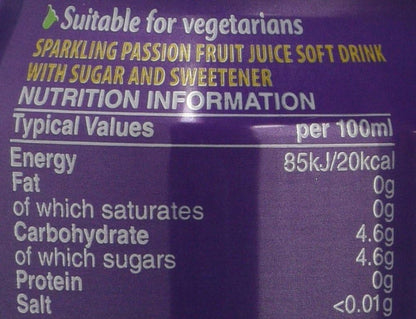 Suitable for vegetarians
SPARKLING PASSION FRUIT JUICE SOFT DRINK
WITH SUGAR AND SWEETENER
NUTRITION INFORMATION
Typical Values per 100ml
Energy 85kJ/20kcal
Fat 0g
of which saturates 0g
Carbohydrate 4.6g
of which sugars 4.6g
Protein 0g
Salt <0.01g